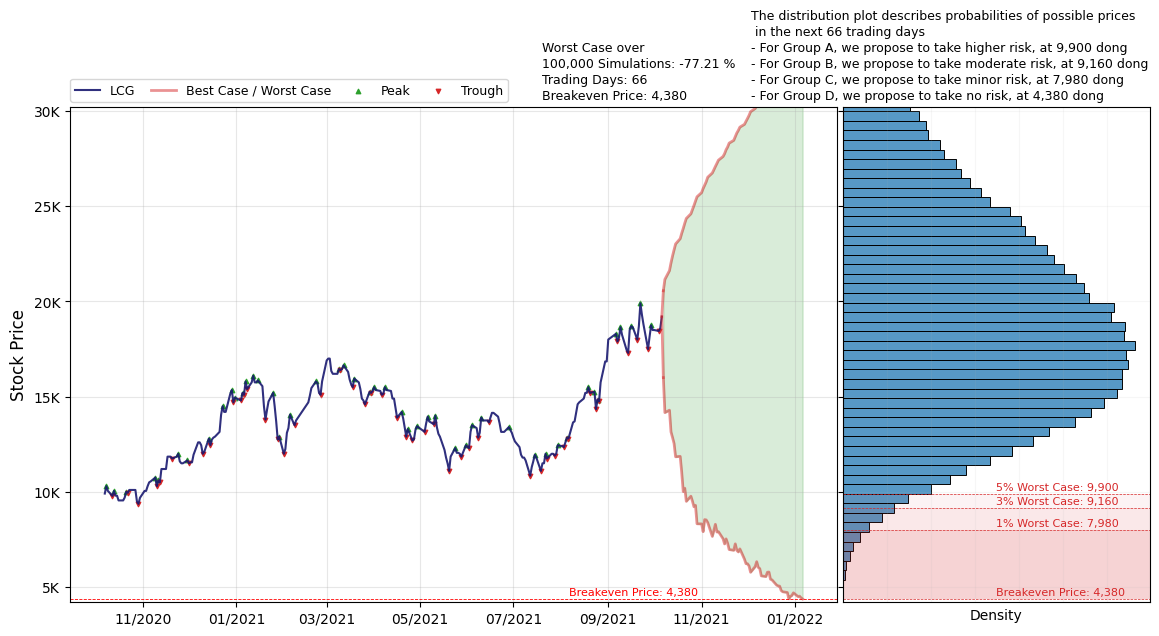 The distribution plot describes probabilities of possible prices
in the next 66 trading days
- For Group A, we propose to take higher risk, at 9,900 dong
- For Group B, we propose to take moderate risk, at 9,160 dong
- For Group C, we propose to take minor risk, at 7,980 dong
- For Group D, we propose to take no risk, at 4,380 dong
Worst Case over
100,000 Simulations: -77.21 %
Trading Days: 66
Breakeven Price: 4,380
LCG
Best Case / Worst Case
Peak
Trough
Stock Price
30K
25K
20K
15K
10K
5K
Breakeven Price: 4,380
11/2020
01/2021
03/2021
05/2021
07/2021
09/2021
11/2021
01/2022
5% Worst Case: 9,900
3% Worst Case: 9,160
1% Worst Case: 7,980
Breakeven Price: 4,380
Density